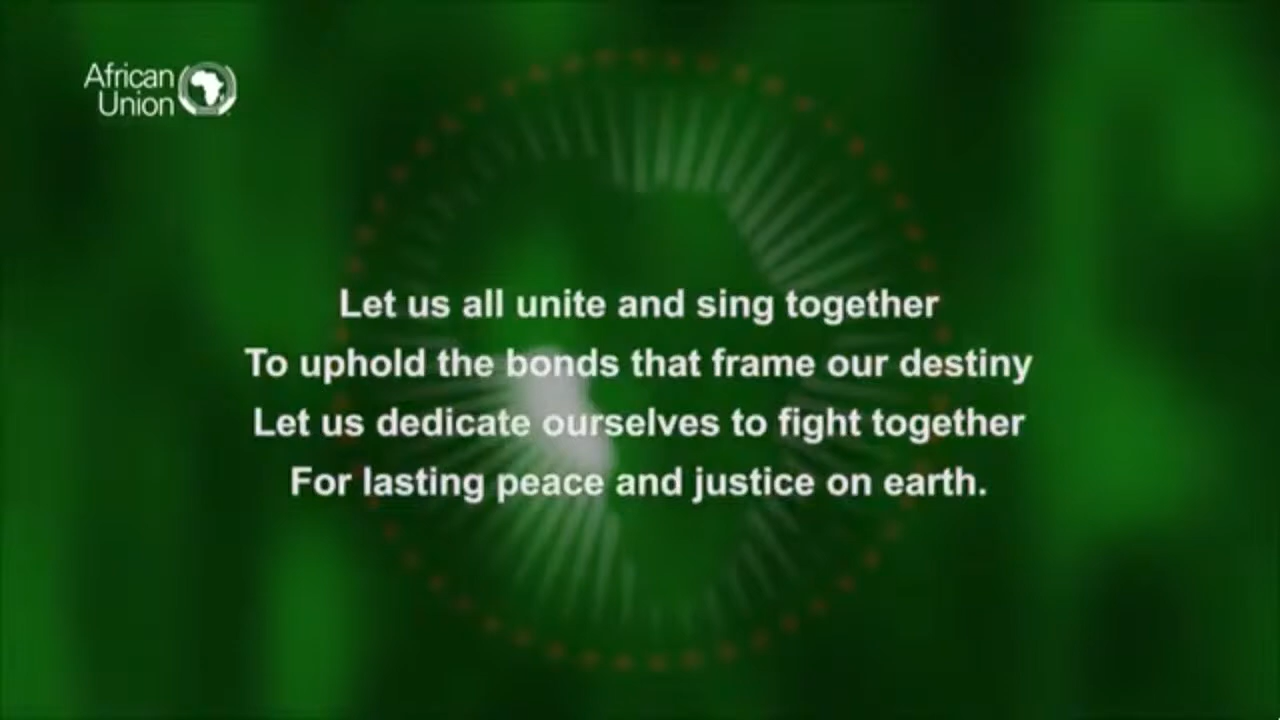 African
Union
Let us all unite and sing together
To uphold the bonds that frame our destiny
Let us dedicate ourselves to fight together
For lasting peace and justice on earth.